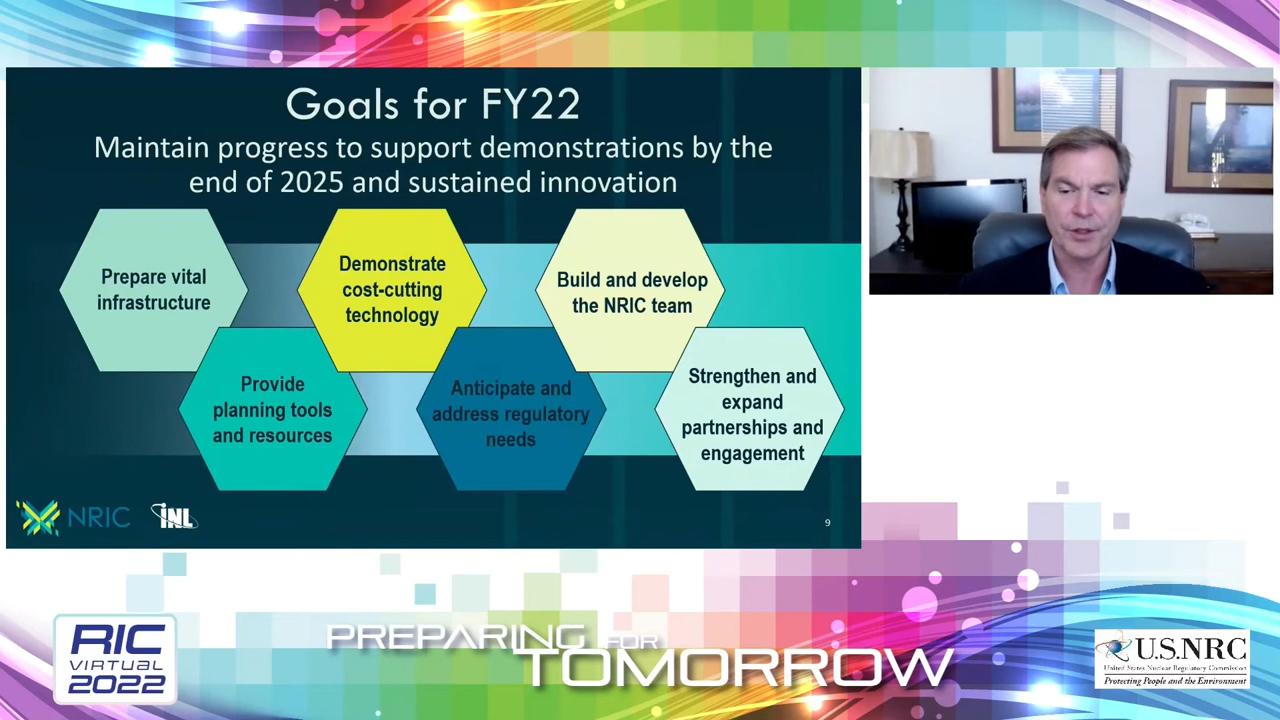 Goals for FY22
Maintain progress to support demonstrations by the
end of 2025 and sustained innovation
Prepare vital
infrastructure
Demonstrate
cost-cutting
technology
Build and develop
the NRIC team
Provide
planning tools
and resources
Anticipate and
address regulatory
needs
Strengthen and
expand
partnerships and
engagement
NRIC
INL
9
RIC
VIRTUAL
2022
PREPARING FOR
TOMORROW
U.S.NRC
United States Nuclear Regulatory Commission
Protecting People and the Environment